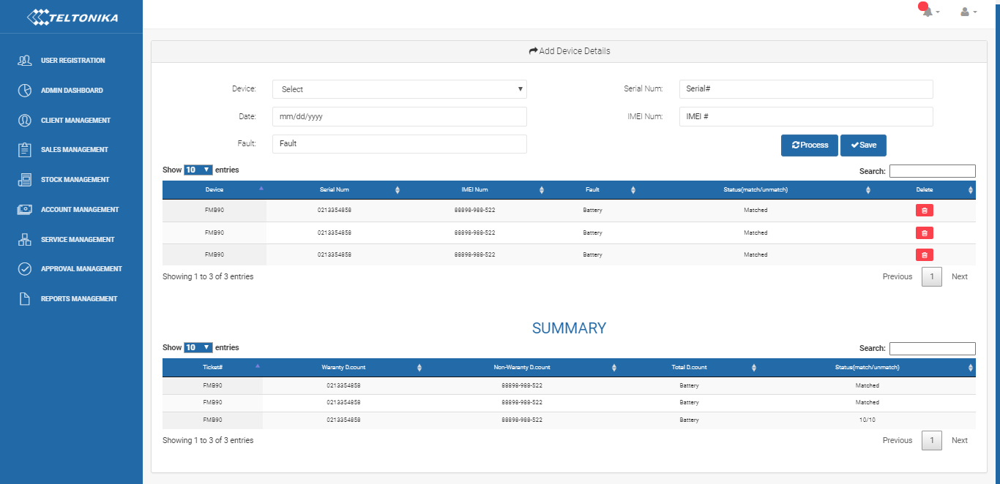 TELTONIKA
USER REGISTRATION
ADMIN DASHBOARD
CLIENT MANAGEMENT
SALES MANAGEMENT
STOCK MANAGEMENT
ACCOUNT MANAGEMENT
SERVICE MANAGEMENT
APPROVAL MANAGEMENT
REPORTS MANAGEMENT
Add Device Details
Device: Select Serial Num: Serial#
Date: mm/dd/yyyy IMEI Num: IMEI #
Fault: Fault Process Save
Show 10 entries Search:
Device Serial Num IMEI Num Fault Status(match/unmatch) Delete
FMB90 0213354858 88898-988-522 Battery Matched
FMB90 0213354858 88898-988-522 Battery Matched
FMB90 0213354858 88898-988-522 Battery Matched
Showing 1 to 3 of 3 entries Previous 1 Next
SUMMARY
Show 10 entries Search:
Ticket# Waranty D.count Non-Waranty D.count Total D.count Status(match/unmatch)
FMB90 0213354858 88898-988-522 Battery Matched
FMB90 0213354858 88898-988-522 Battery Matched
FMB90 0213354858 88898-988-522 Battery 10/10
Showing 1 to 3 of 3 entries Previous 1 Next